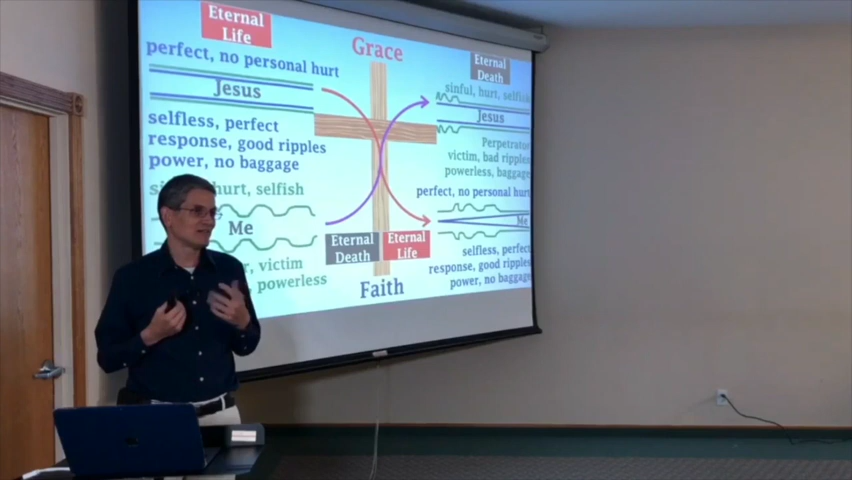 Eternal
Life
Grace
Eternal
Death
perfect, no personal hurt
sinful, hurt, selfish
Jesus
Jesus
selfless, perfect
response, good ripples
power, no baggage
Perpetrator
victim, bad ripples
powerless, baggage
hurt, selfish
perfect, no personal hurt
Me
Me
Eternal
Death
Eternal
Life
victim
powerless
selfless, perfect
response, good ripples
power, no baggage
Faith